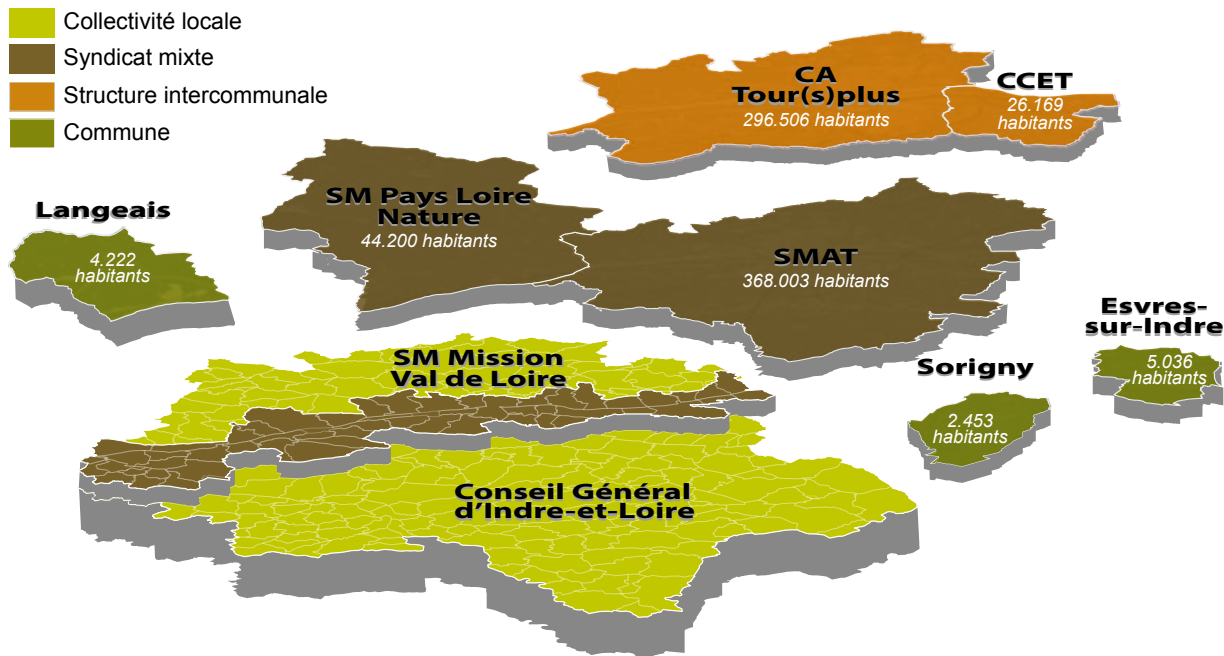 Collectivité locale
Syndicat mixte
Structure intercommunale
Commune
CA
Tour(s)plus
296.506 habitants
CCET
26.169
habitants
SM Pays Loire
Nature
44.200 habitants
Langeais
4.222
habitants
SMAT
368.003 habitants
Esvres-
sur-Indre
5.036
habitants
SM Mission
Val de Loire
Sorigny
2.453
habitants
Conseil Général
d'Indre-et-Loire